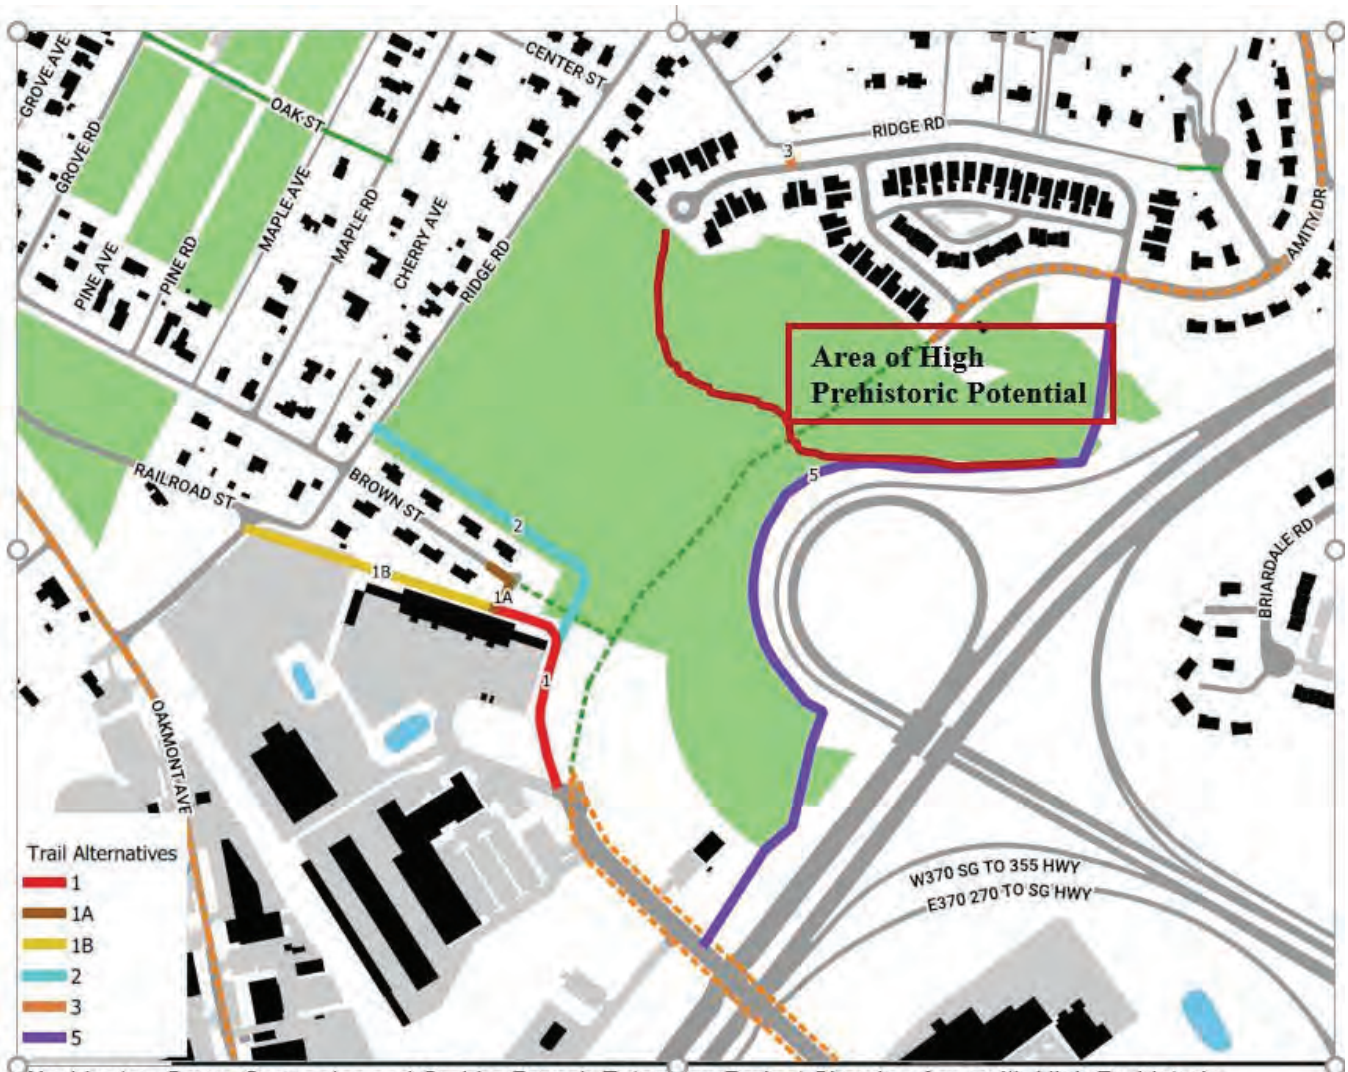 GROVE AVE
CENTER ST
OAK ST
GROVE RD
RIDGE RD
3
MAPLE AVE
MAPLE RD
CHERRY AVE
AMITY DR
PINE AVE
PINE RD
RIDGE RD
Area of High
Prehistoric Potential
RAILROAD ST
BROWN ST
5
2
1B
1A
BRIARDALE RD
1
OAKMONT AVE
W370 SG TO 355 HWY
E370 270 TO SG HWY
Trail Alternatives
1
1A
1B
2
3
5